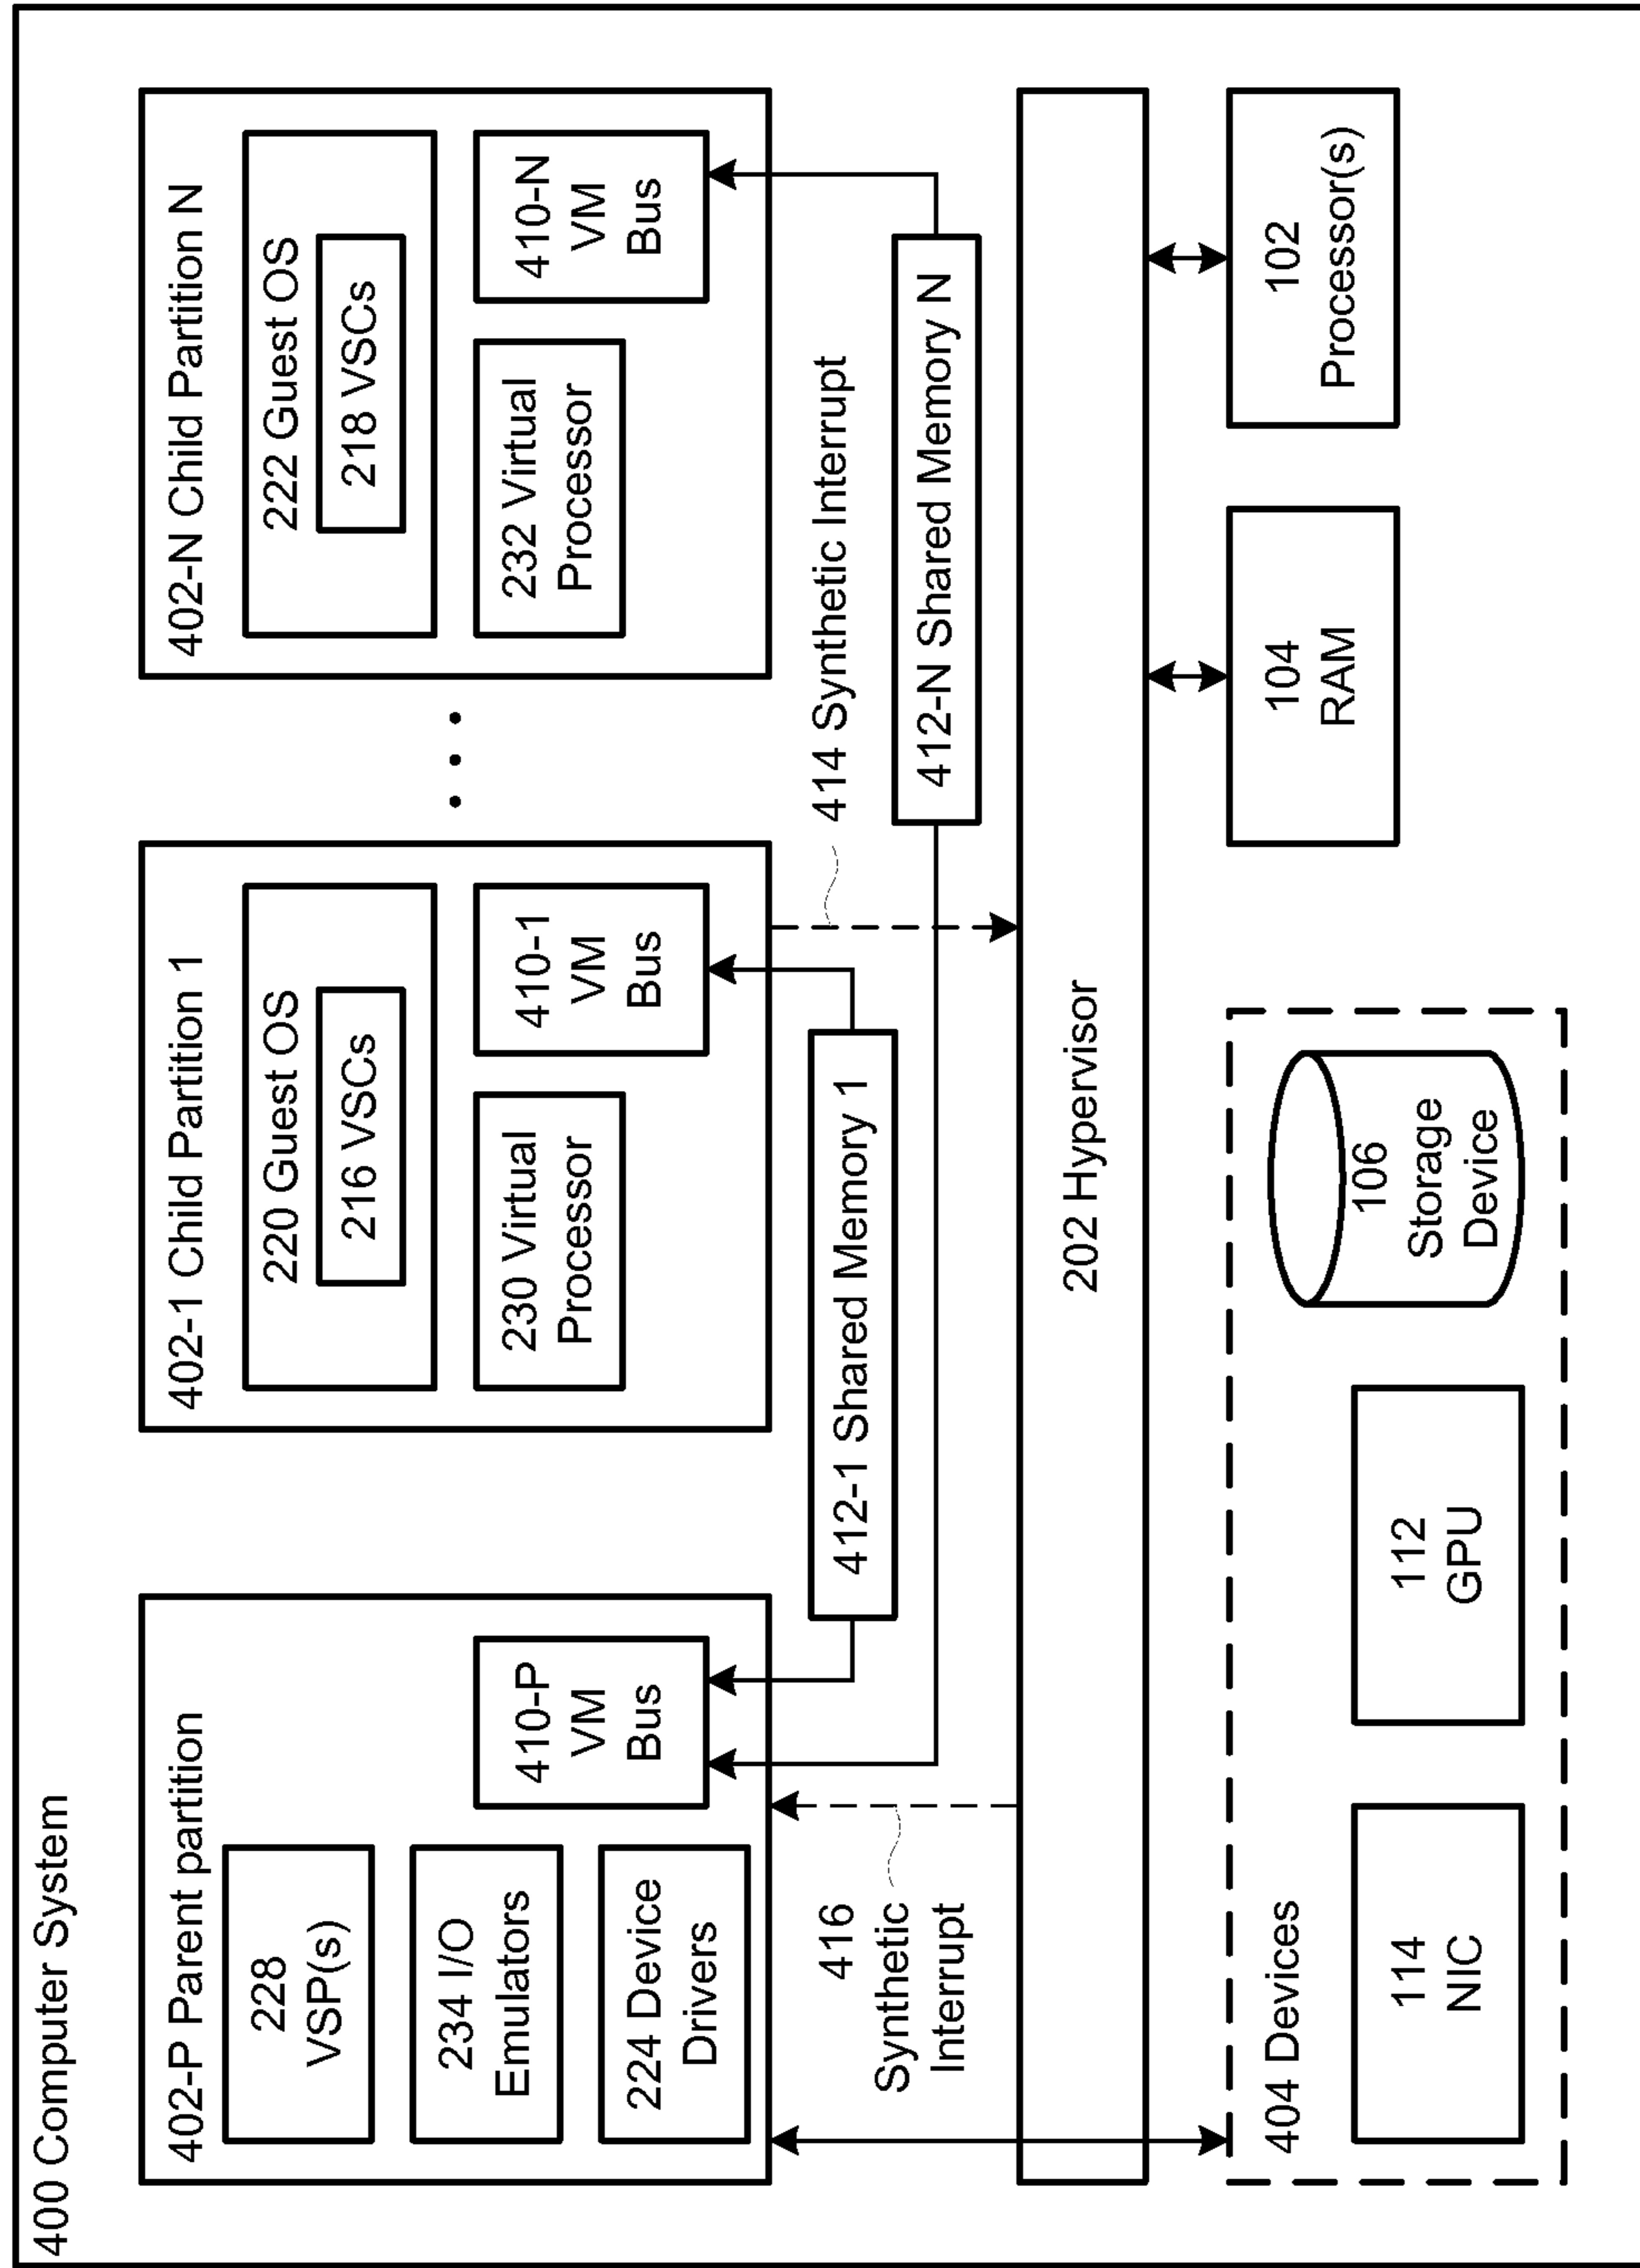 400 Computer System
402-P Parent partition
228
VSP(s)
234 I/O
Emulators
224 Device
Drivers
410-P
VM
Bus
402-1 Child Partition 1
220 Guest OS
216 VSCs
230 Virtual
Processor
410-1
VM
Bus
402-N Child Partition N
222 Guest OS
218 VSCs
232 Virtual
Processor
410-N
VM
Bus
416
Synthetic
Interrupt
412-1 Shared Memory 1
414 Synthetic Interrupt
412-N Shared Memory N
202 Hypervisor
404 Devices
114
NIC
112
GPU
106
Storage
Device
104
RAM
102
Processor(s)